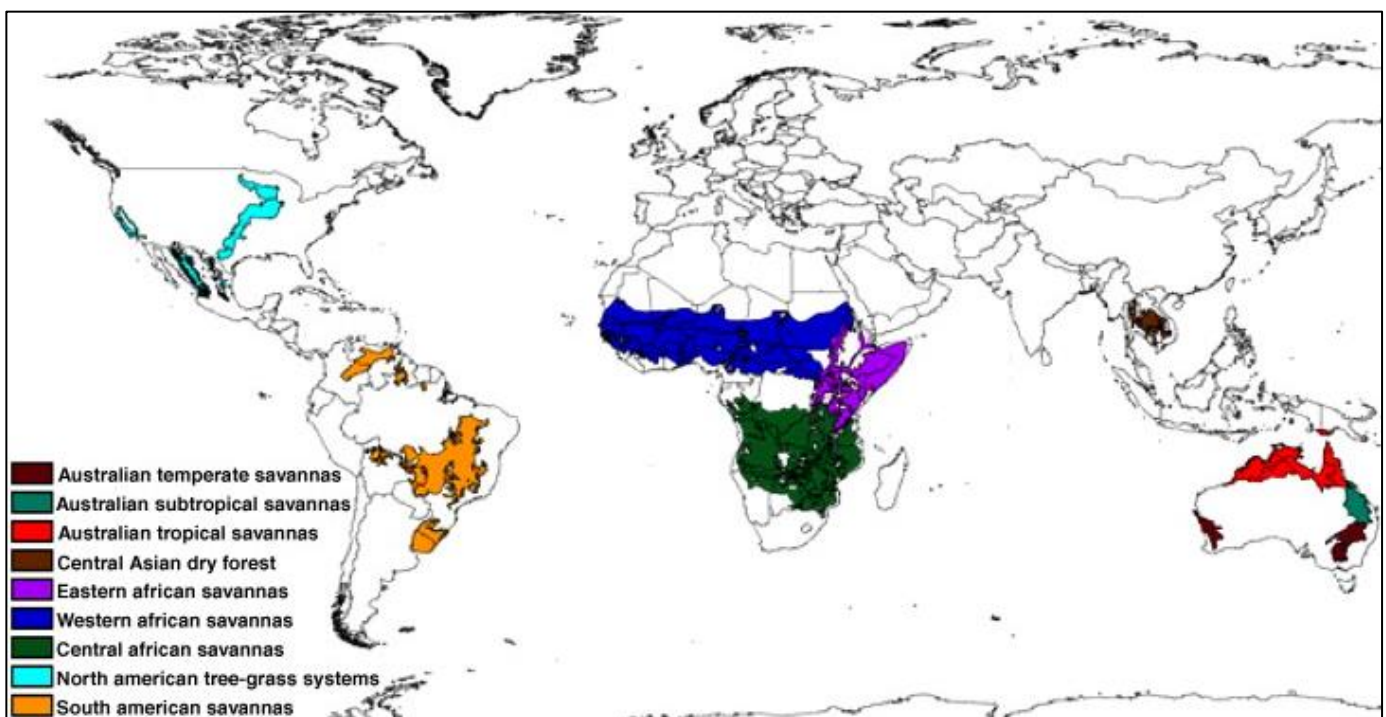 Australian temperate savannas
Australian subtropical savannas
Australian tropical savannas
Central Asian dry forest
Eastern african savannas
Western african savannas
Central african savannas
North american tree-grass systems
South american savannas